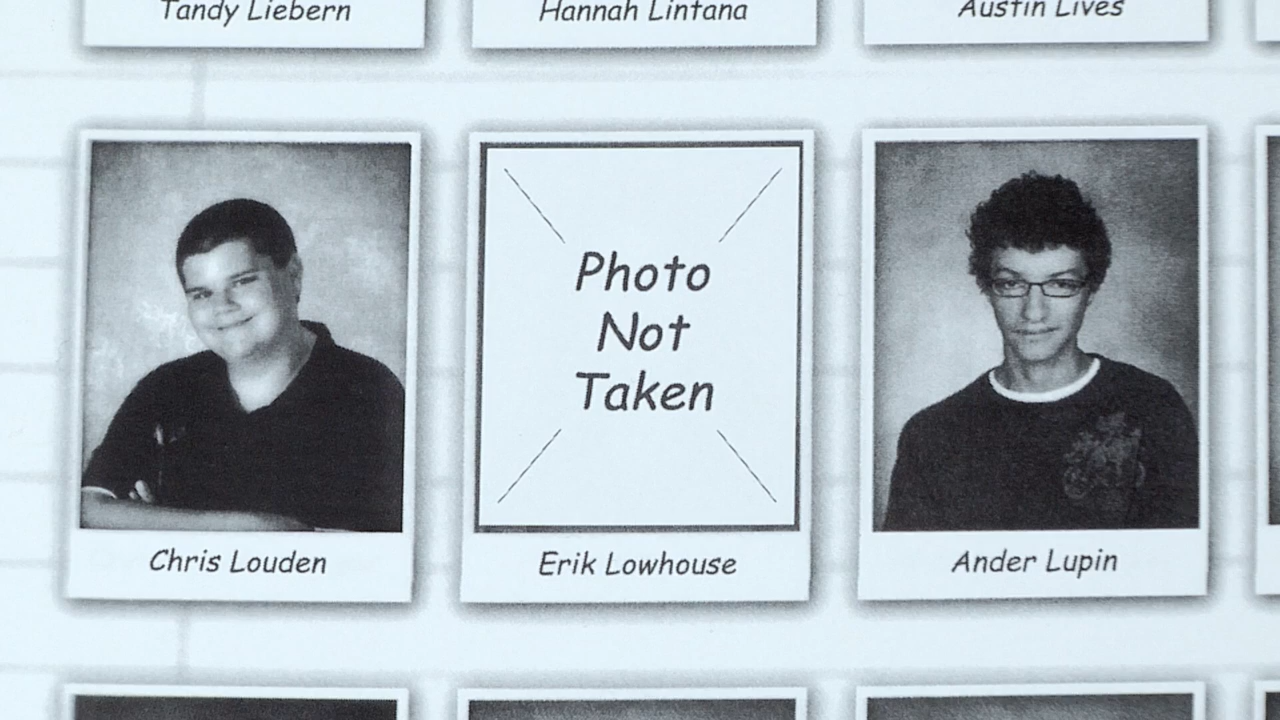 Tandy Liebern
Hannah Lintana
Austin Lives
Photo
Not
Taken
Chris Louden
Erik Lowhouse
Ander Lupin